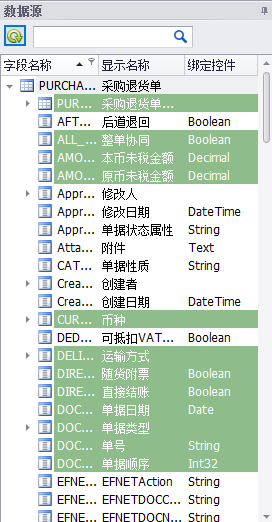 数据源
字段名称 显示名称 绑定控件
PURCHA... 采购退货单
PUR... 采购退货单...
AFT... 后道退回 Boolean
ALL_... 整单协同 Boolean
AMO... 本币未税金额 Decimal
AMO... 原币未税金额 Decimal
Appr... 修改人
Appr... 修改日期 DateTime
Appr... 单据状态属性 String
Atta... 附件 Text
CAT... 单据性质 String
Crea... 创建者
Crea... 创建日期 DateTime
CUR... 币种
DED... 可抵扣VAT... Boolean
DELI... 运输方式
DIRE... 随货附票 Boolean
DIRE... 直接结账 Boolean
DOC... 单据日期 Date
DOC... 单据类型
DOC... 单号 String
DOC... 单据顺序 Int32
EFNE... EFNETAction String
EFNE... EFNETDOCC... String
EFNE... EFNETDOCN... String